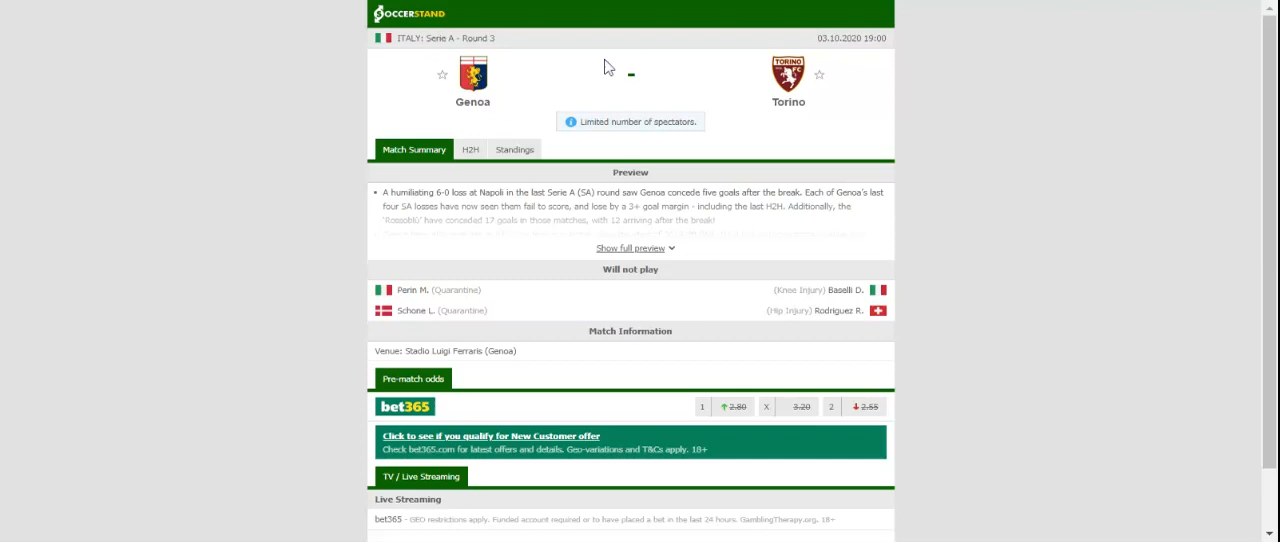 SOCCERSTAND
ITALY: Serie A - Round 3 03.10.2020 19:00
-
Genoa Torino
TORINO FC
Limited number of spectators.
Match Summary H2H Standings
Preview
A humiliating 6-0 loss at Napoli in the last Serie A (SA) round saw Genoa concede five goals after the break. Each of Genoa's last
four SA losses have now seen them fail to score, and lose by a 3+ goal margin - including the last H2H. Additionally, the
'Rossoblu' have conceded 17 goals in those matches, with 12 arriving after the break!
Show full preview
Will not play
Perin M. (Quarantine) (Knee Injury) Baselli D.
Schone L. (Quarantine) (Hip Injury) Rodriguez R.
Match Information
Venue: Stadio Luigi Ferraris (Genoa)
Pre-match odds
bet365 1 2.80 X 3.20 2 2.55
Click to see if you qualify for New Customer offer
Check bet365.com for latest offers and details. Geo-variations and T&Cs apply. 18+
TV / Live Streaming
Live Streaming
bet365 - GEO restrictions apply. Funded account required or to have placed a bet in the last 24 hours. GamblingTherapy.org. 18+